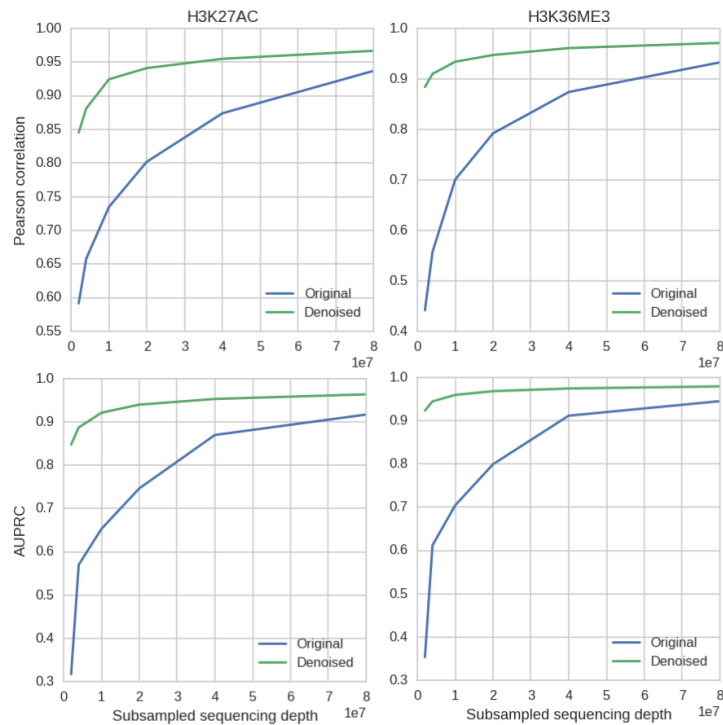 H3K27AC
H3K36ME3
1.00
0.95
0.90
0.85
0.80
0.75
0.70
0.65
0.60
0.55
Pearson correlation
Original
Denoised
0 1 2 3 4 5 6 7 8
1e7
1.0
0.9
0.8
0.7
0.6
0.5
0.4
Original
Denoised
0 1 2 3 4 5 6 7 8
1e7
1.0
0.9
0.8
0.7
0.6
0.5
0.4
0.3
AUPRC
Original
Denoised
0 1 2 3 4 5 6 7 8
Subsampled sequencing depth
1e7
1.0
0.9
0.8
0.7
0.6
0.5
0.4
0.3
Original
Denoised
0 1 2 3 4 5 6 7 8
Subsampled sequencing depth
1e7